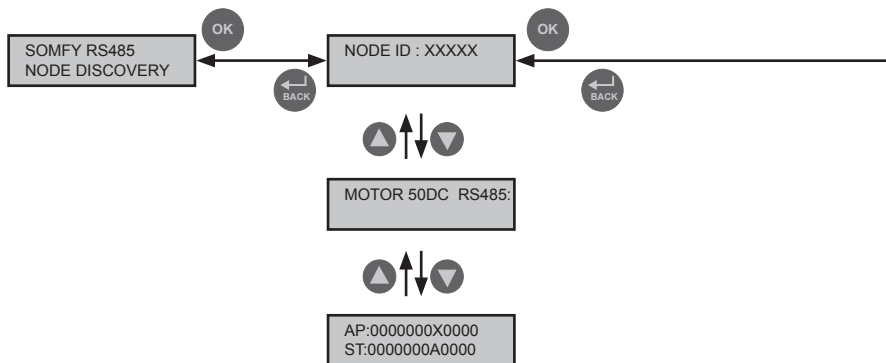 OK
OK
SOMFY RS485
NODE DISCOVERY
NODE ID : XXXXX
BACK
BACK
MOTOR 50DC RS485:
AP:0000000X0000
ST:0000000A0000